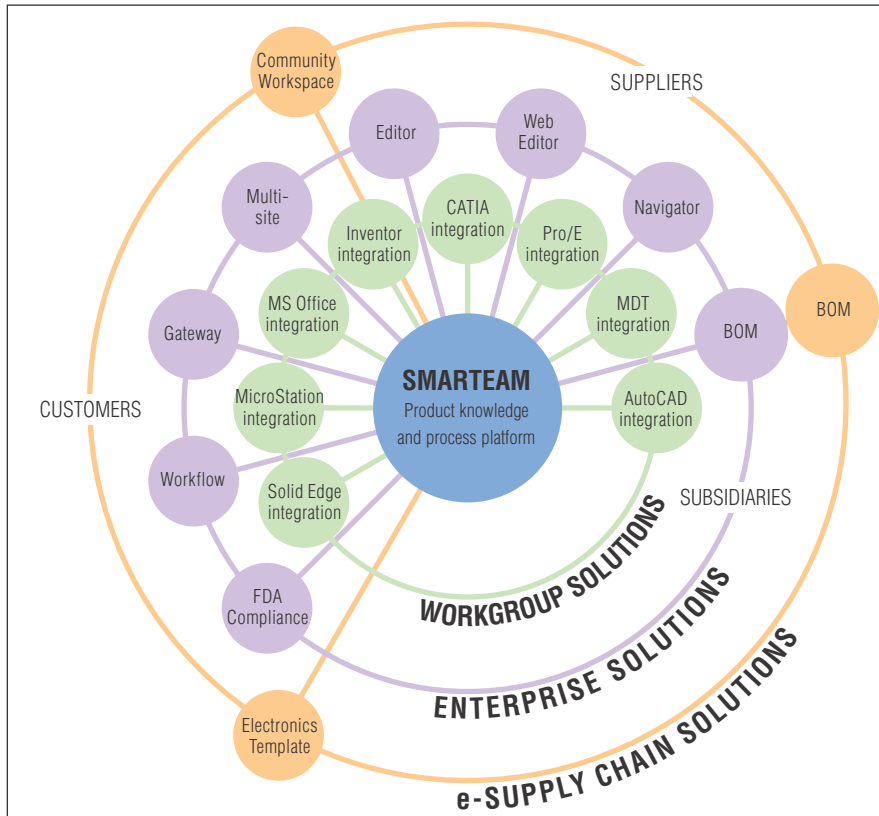 Community
Workspace
SUPPLIERS
Editor
Web
Editor
Multi-
site
Navigator
Inventor
integration
CATIA
integration
Pro/E
integration
MS Office
integration
MDT
integration
Gateway
BOM
BOM
SMARTEAM
Product knowledge
and process platform
CUSTOMERS
MicroStation
integration
AutoCAD
integration
Workflow
Solid Edge
integration
SUBSIDIARIES
FDA
Compliance
WORKGROUP SOLUTIONS
ENTERPRISE SOLUTIONS
Electronics
Template
e-SUPPLY CHAIN SOLUTIONS